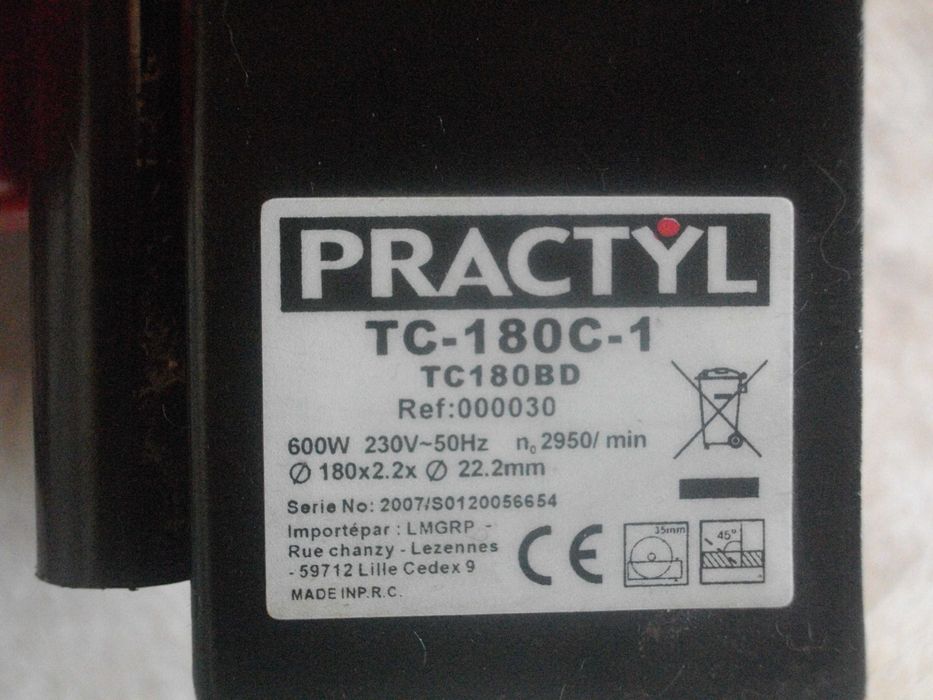 PRACTYL
TC-180C-1
TC180BD
Ref:000030
600W 230V~50Hz n₀ 2950/ min
∅ 180x2.2x ∅ 22.2mm
Serie No: 2007/S0120056654
Importépar : LMGRP -
Rue chanzy - Lezennes
- 59712 Lille Cedex 9
MADE INP.R.C.
CE
35mm
45°